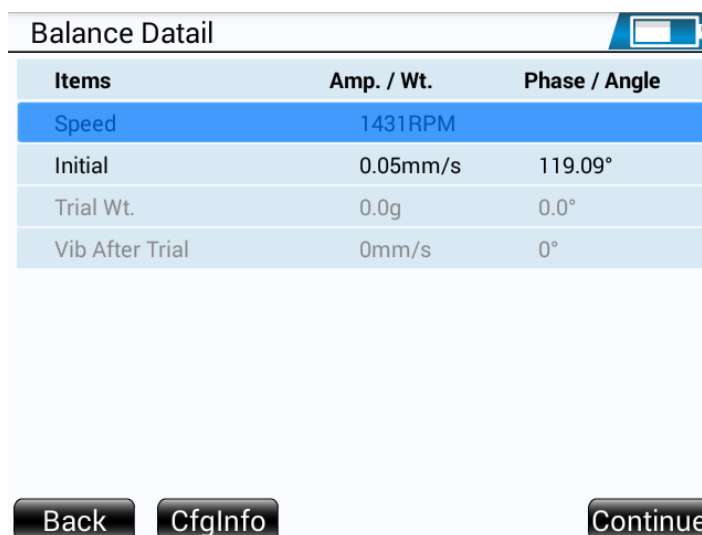 Balance Datail
Items Amp. / Wt. Phase / Angle
Speed 1431RPM
Initial 0.05mm/s 119.09°
Trial Wt. 0.0g 0.0°
Vib After Trial 0mm/s 0°
Back CfgInfo Continue